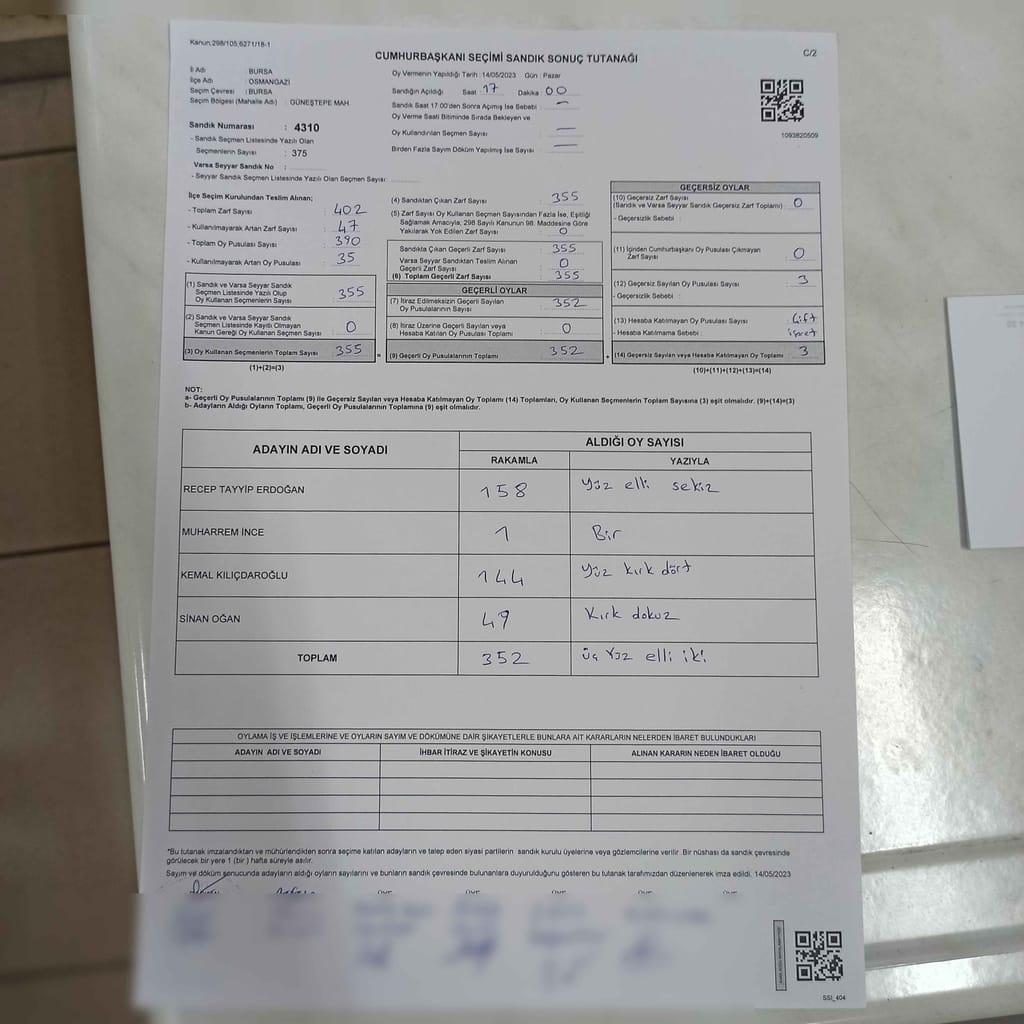 Kanun;298/105;6271/18-1
C/2
CUMHURBAŞKANI SEÇİMİ SANDIK SONUÇ TUTANAĞI
İl Adı : BURSA
İlçe Adı : OSMANGAZİ
Seçim Çevresi : BURSA
Seçim Bölgesi (Mahalle Adı) : GÜNEŞTEPE MAH.
Sandık Numarası : 4310
- Sandık Seçmen Listesinde Yazılı Olan
Seçmenlerin Sayısı : 375
Varsa Seyyar Sandık No :
- Seyyar Sandık Seçmen Listesinde Yazılı Olan Seçmen Sayısı:
Oy Vermenin Yapıldığı Tarih : 14/05/2023 Gün : Pazar
Sandığın Açıldığı Saat : 17 Dakika : 00
Sandık Saat 17.00'den Sonra Açılmış İse Sebebi : —
Oy Verme Saati Bitiminde Sırada Bekleyen ve
Oy Kullandırılan Seçmen Sayısı : —
Birden Fazla Sayım Döküm Yapılmış İse Sayısı : —
1093820509
İlçe Seçim Kurulundan Teslim Alınan;
- Toplam Zarf Sayısı : 402
- Kullanılmayarak Artan Zarf Sayısı : 47
- Toplam Oy Pusulası Sayısı : 390
- Kullanılmayarak Artan Oy Pusulası : 35
(1) Sandık ve Varsa Seyyar Sandık
Seçmen Listesinde Yazılı Olup
Oy Kullanan Seçmenlerin Sayısı : 355
(2) Sandık ve Varsa Seyyar Sandık
Seçmen Listesinde Kayıtlı Olmayan
Kanun Gereği Oy Kullanan Seçmen Sayısı : 0
(3) Oy Kullanan Seçmenlerin Toplam Sayısı : 355
(1)+(2)=(3)
(4) Sandıktan Çıkan Zarf Sayısı : 355
(5) Zarf Sayısı Oy Kullanan Seçmen Sayısından Fazla İse, Eşitliği
Sağlamak Amacıyla, 298 Sayılı Kanunun 98. Maddesine Göre
Yakılarak Yok Edilen Zarf Sayısı : 0
Sandıkta Çıkan Geçerli Zarf Sayısı : 355
Varsa Seyyar Sandıktan Teslim Alınan
Geçerli Zarf Sayısı : 0
(6) Toplam Geçerli Zarf Sayısı : 355
GEÇERLİ OYLAR
(7) İtiraz Edilmeksizin Geçerli Sayılan
Oy Pusulalarının Sayısı : 352
(8) İtiraz Üzerine Geçerli Sayılan veya
Hesaba Katılan Oy Pusulası Toplamı : 0
(9) Geçerli Oy Pusulalarının Toplamı : 352
=
+
GEÇERSİZ OYLAR
(10) Geçersiz Zarf Sayısı
(Sandık ve Varsa Seyyar Sandık Geçersiz Zarf Toplamı) : 0
- Geçersizlik Sebebi :
(11) İçinden Cumhurbaşkanı Oy Pusulası Çıkmayan
Zarf Sayısı : 0
(12) Geçersiz Sayılan Oy Pusulası Sayısı : 3
- Geçersizlik Sebebi :
(13) Hesaba Katılmayan Oy Pusulası Sayısı : Çift
- Hesaba Katılmama Sebebi : işaret
(14) Geçersiz Sayılan veya Hesaba Katılmayan Oy Toplamı : 3
(10)+(11)+(12)+(13)=(14)
NOT:
a- Geçerli Oy Pusulalarının Toplamı (9) ile Geçersiz Sayılan veya Hesaba Katılmayan Oy Toplamı (14) Toplamları, Oy Kullanan Seçmenlerin Toplam Sayısına (3) eşit olmalıdır. (9)+(14)=(3)
b- Adayların Aldığı Oyların Toplamı, Geçerli Oy Pusulalarının Toplamına (9) eşit olmalıdır.
ADAYIN ADI VE SOYADI
ALDIĞI OY SAYISI
RAKAMLA YAZIYLA
RECEP TAYYİP ERDOĞAN 158 Yüz elli sekiz
MUHARREM İNCE 1 Bir
KEMAL KILIÇDAROĞLU 144 Yüz kırk dört
SİNAN OĞAN 49 Kırk dokuz
TOPLAM 352 üç Yüz elli iki
OYLAMA İŞ VE İŞLEMLERİNE VE OYLARIN SAYIM VE DÖKÜMÜNE DAİR ŞİKAYETLERLE BUNLARA AİT KARARLARIN NELERDEN İBARET BULUNDUKLARI
ADAYIN ADI VE SOYADI İHBAR İTİRAZ VE ŞİKAYETİN KONUSU ALINAN KARARIN NEDEN İBARET OLDUĞU
*Bu tutanak imzalandıktan ve mühürlendikten sonra seçime katılan adayların ve talep eden siyasi partilerin sandık kurulu üyelerine veya gözlemcilerine verilir. Bir nüshası da sandık çevresinde
görülecek bir yere 1 (bir) hafta süreyle asılır.
Sayım ve döküm sonucunda adayların aldığı oyların sayılarını ve bunların sandık çevresinde bulunanlara duyurulduğunu gösteren bu tutanak tarafımızdan düzenlenerek imza edildi. 14/05/2023
SSI_404